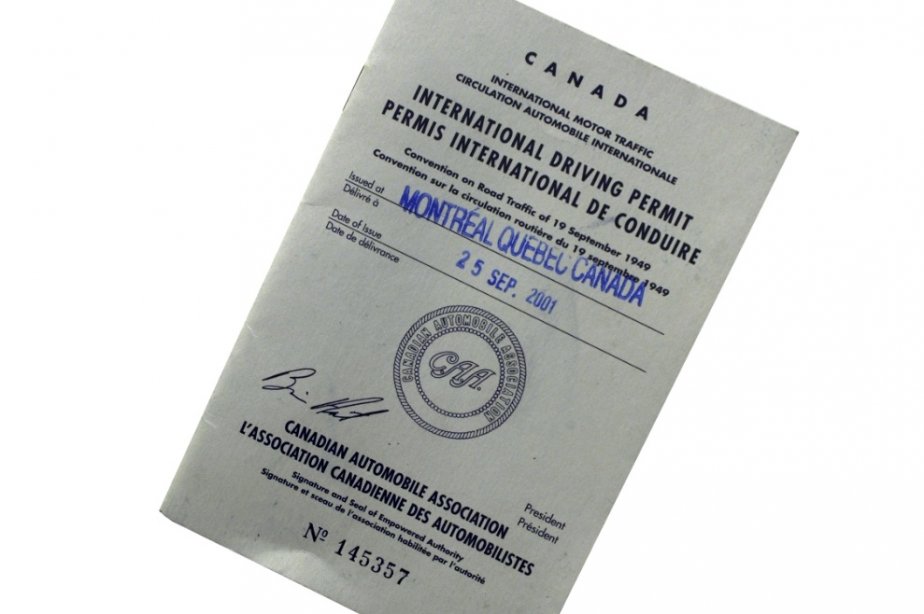 CANADA
INTERNATIONAL MOTOR TRAFFIC
CIRCULATION AUTOMOBILE INTERNATIONALE
INTERNATIONAL DRIVING PERMIT
PERMIS INTERNATIONAL DE CONDUIRE
Convention on Road Traffic of 19 September 1949
Convention sur la circulation routière du 19 septembre 1949
Issued at
Délivré à
MONTRÉAL QUÉBEC CANADA
Date of Issue
Date de délivrance
25 SEP. 2001
CANADIAN AUTOMOBILE ASSOCIATION
CAA
CANADIAN AUTOMOBILE ASSOCIATION
L'ASSOCIATION CANADIENNE DES AUTOMOBILISTES
President
Président
Signature and Seal of Empowered Authority
Signature et sceau de l'association habilitée par l'autorité
Nº 145357